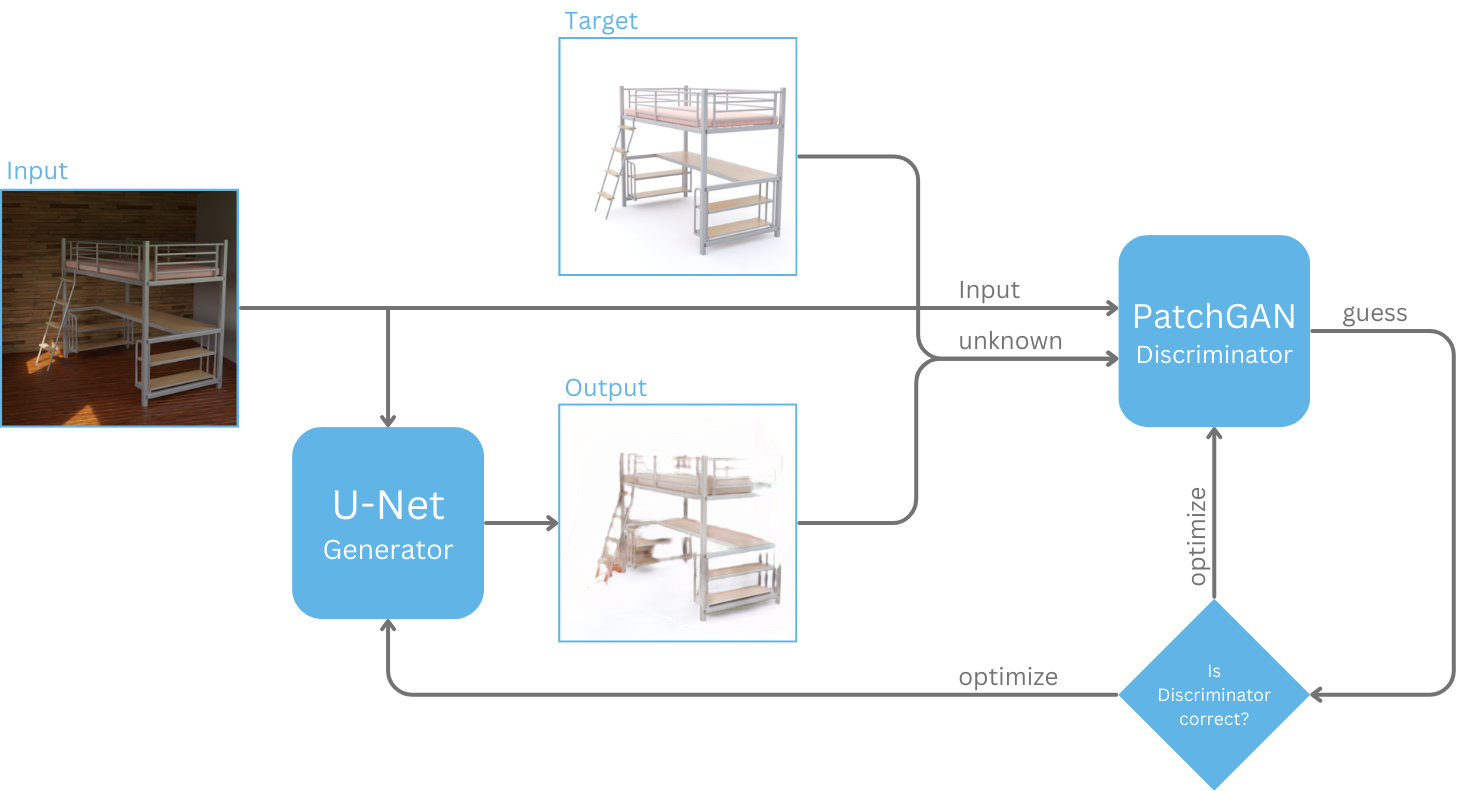 Target
Input
Input
unknown
PatchGAN
Discriminator
guess
Output
U-Net
Generator
optimize
optimize
Is
Discriminator
correct?